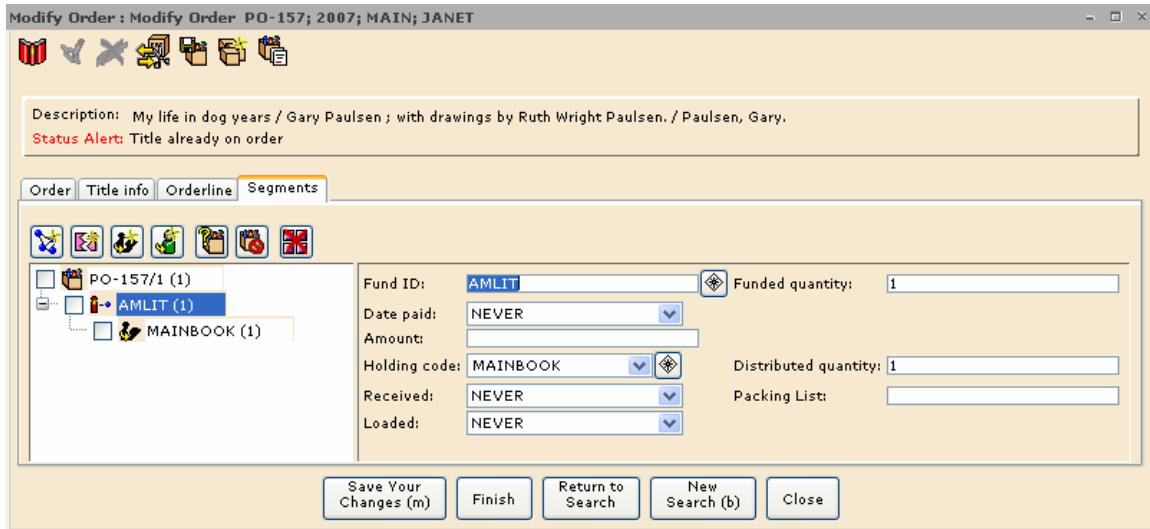 Modify Order : Modify Order PO-157; 2007; MAIN; JANET
Description: My life in dog years / Gary Paulsen ; with drawings by Ruth Wright Paulsen. / Paulsen, Gary.
Status Alert: Title already on order
Order Title info Orderline Segments
PO-157/1 (1)
AMLIT (1)
MAINBOOK (1)
Fund ID: AMLIT Funded quantity: 1
Date paid: NEVER
Amount:
Holding code: MAINBOOK Distributed quantity: 1
Received: NEVER Packing List:
Loaded: NEVER
Save Your Changes (m) Finish Return to Search New Search (b) Close